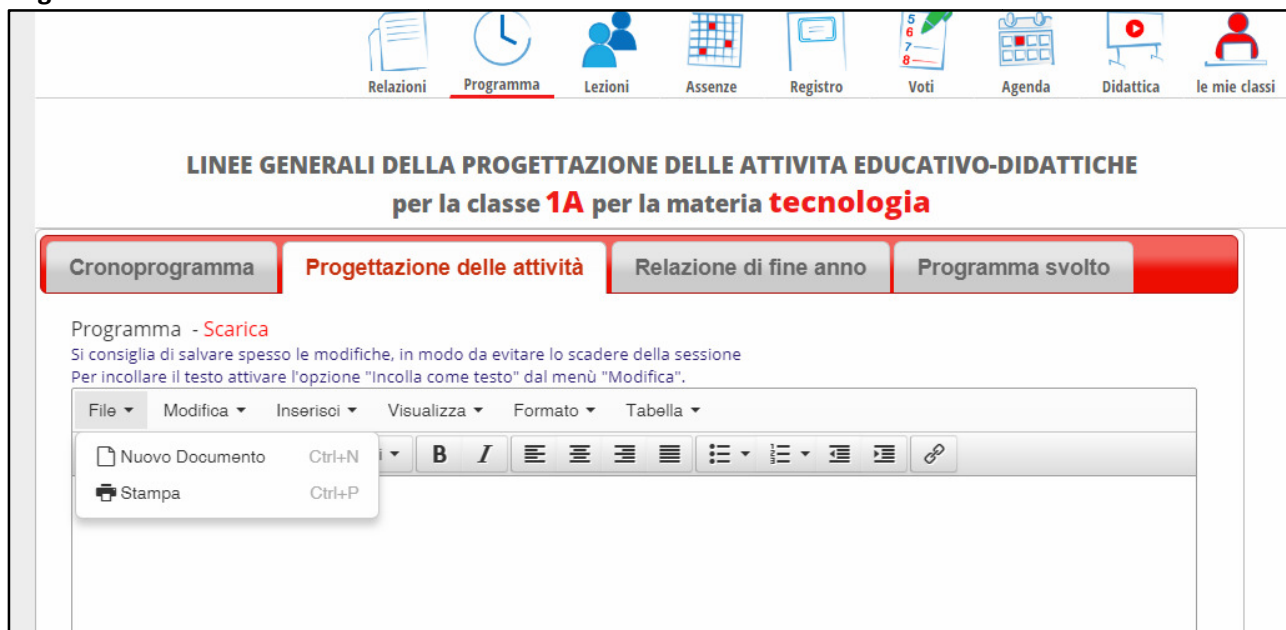 Relazioni Programma Lezioni Assenze Registro Voti Agenda Didattica le mie classi
LINEE GENERALI DELLA PROGETTAZIONE DELLE ATTIVITA EDUCATIVO-DIDATTICHE
per la classe 1A per la materia tecnologia
Cronoprogramma Progettazione delle attività Relazione di fine anno Programma svolto
Programma - Scarica
Si consiglia di salvare spesso le modifiche, in modo da evitare lo scadere della sessione
Per incollare il testo attivare l'opzione "Incolla come testo" dal menù "Modifica".
File Modifica Inserisci Visualizza Formato Tabella
B I
Nuovo Documento Ctrl+N
Stampa Ctrl+P